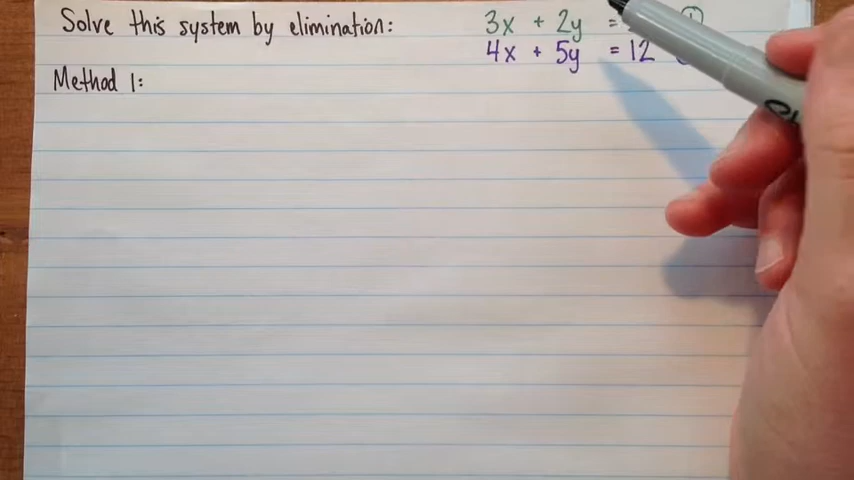 Solve this system by elimination:
3x + 2y =
4x + 5y = 12
Method 1: